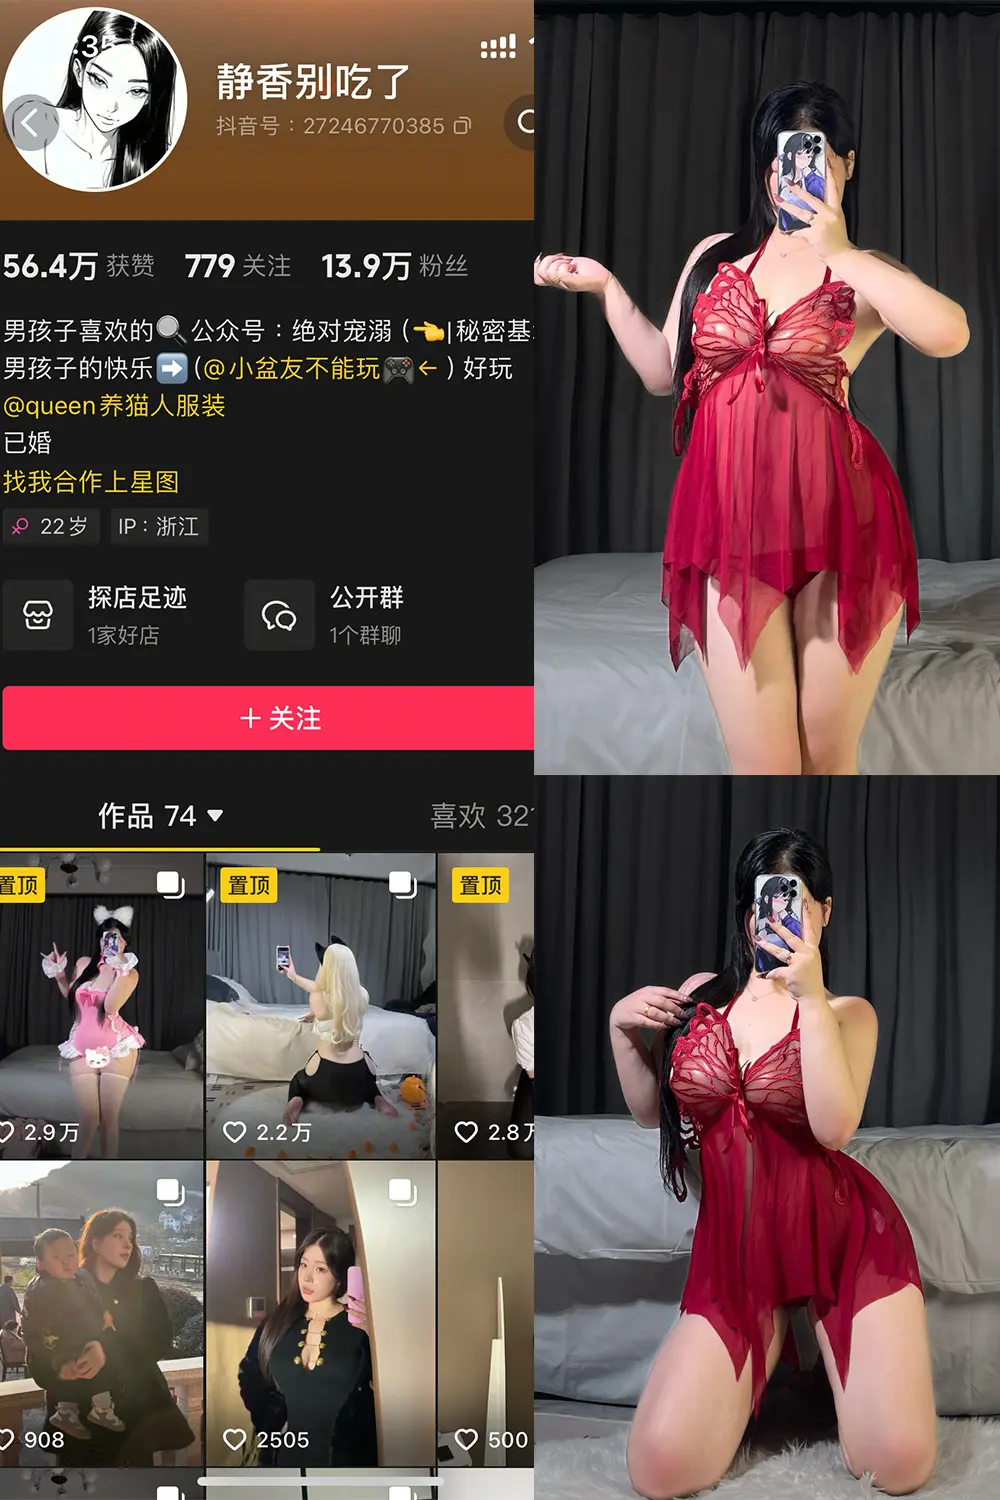 静香别吃了
抖音号：27246770385
56.4万 获赞 779 关注 13.9万 粉丝
男孩子喜欢的🔍公众号：绝对宠溺（👈|秘密基
男孩子的快乐➡️(@小盆友不能玩🎮←）好玩
@queen养猫人服装
已婚
找我合作上星图
22岁 IP：浙江
探店足迹
1家好店
公开群
1个群聊
＋关注
作品 74 喜欢 321
置顶
置顶
置顶
2.9万
2.2万
2.8万
908
2505
500